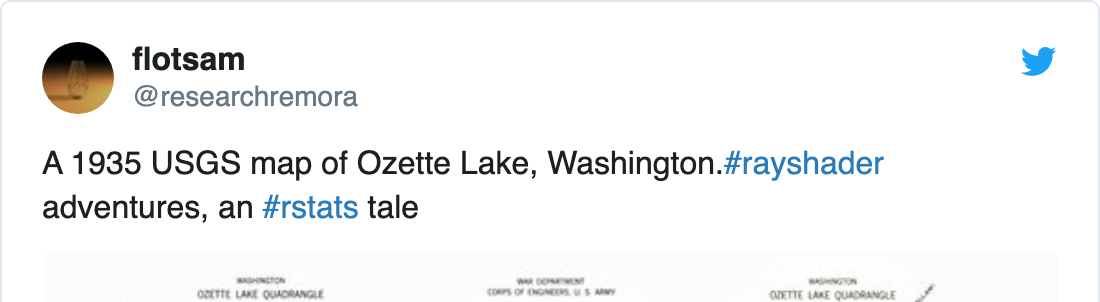 flotsam
@researchremora
A 1935 USGS map of Ozette Lake, Washington.#rayshader
adventures, an #rstats tale
WASHINGTON
OZETTE LAKE QUADRANGLE
WAR DEPARTMENT
CORPS OF ENGINEERS, U. S. ARMY
WASHINGTON
OZETTE LAKE QUADRANGLE